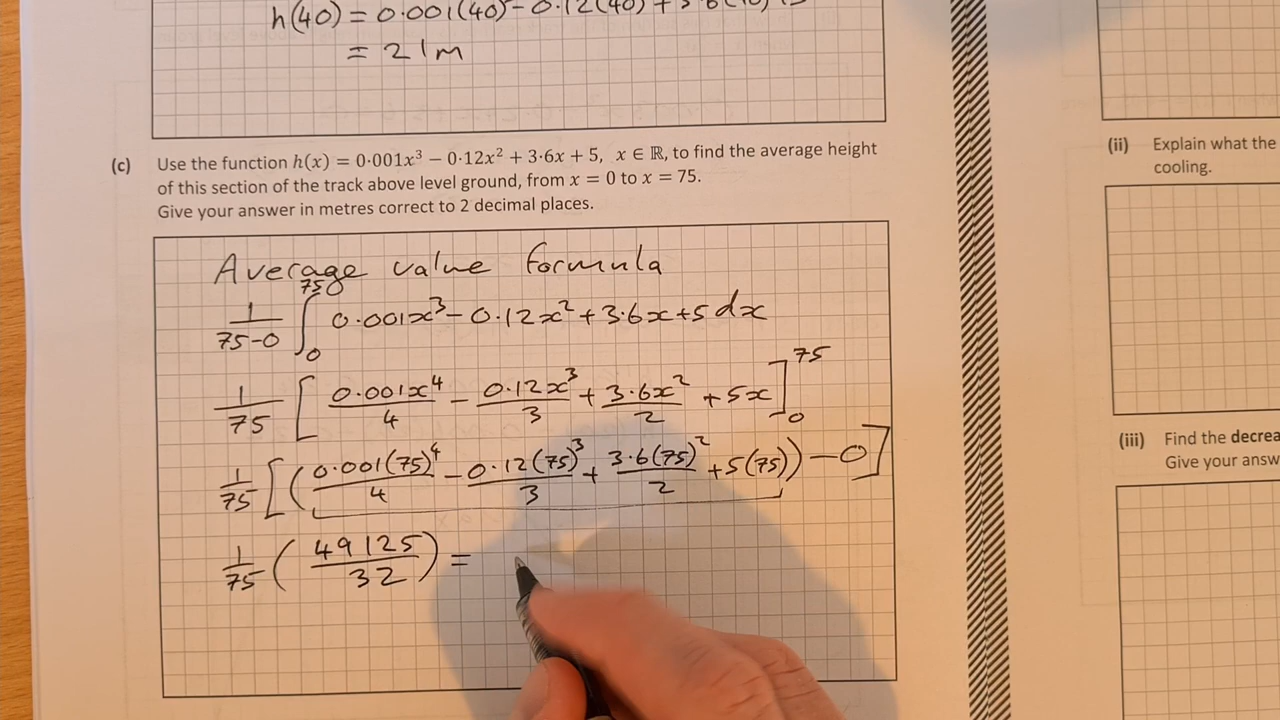 h(40) = 0.001(40) - 0.12(40) + 3.6(
= 21m
(c) Use the function h(x) = 0·001x³ − 0·12x² + 3·6x + 5, x ∈ ℝ, to find the average height
of this section of the track above level ground, from x = 0 to x = 75.
Give your answer in metres correct to 2 decimal places.
Average value formula
1/75-0 ∫₀⁷⁵ 0.001x³ - 0.12x² + 3.6x + 5 dx
1/75 [ 0.001x⁴/4 - 0.12x³/3 + 3.6x²/2 + 5x ]₀⁷⁵
1/75 [ ( 0.001(75)⁴/4 - 0.12(75)³/3 + 3.6(75)²/2 + 5(75) ) - 0 ]
1/75 ( 49125/32 ) =
(ii) Explain what the
cooling.
(iii) Find the decrea
Give your answ